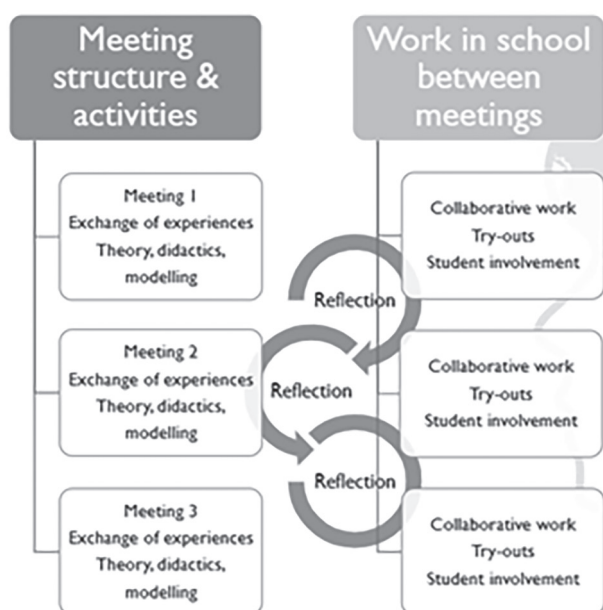 Meeting
structure &
activities
Work in school
between
meetings
Meeting 1
Exchange of experiences
Theory, didactics,
modelling
Collaborative work
Try-outs
Student involvement
Reflection
Meeting 2
Exchange of experiences
Theory, didactics,
modelling
Reflection
Collaborative work
Try-outs
Student involvement
Reflection
Meeting 3
Exchange of experiences
Theory, didactics,
modelling
Collaborative work
Try-outs
Student involvement